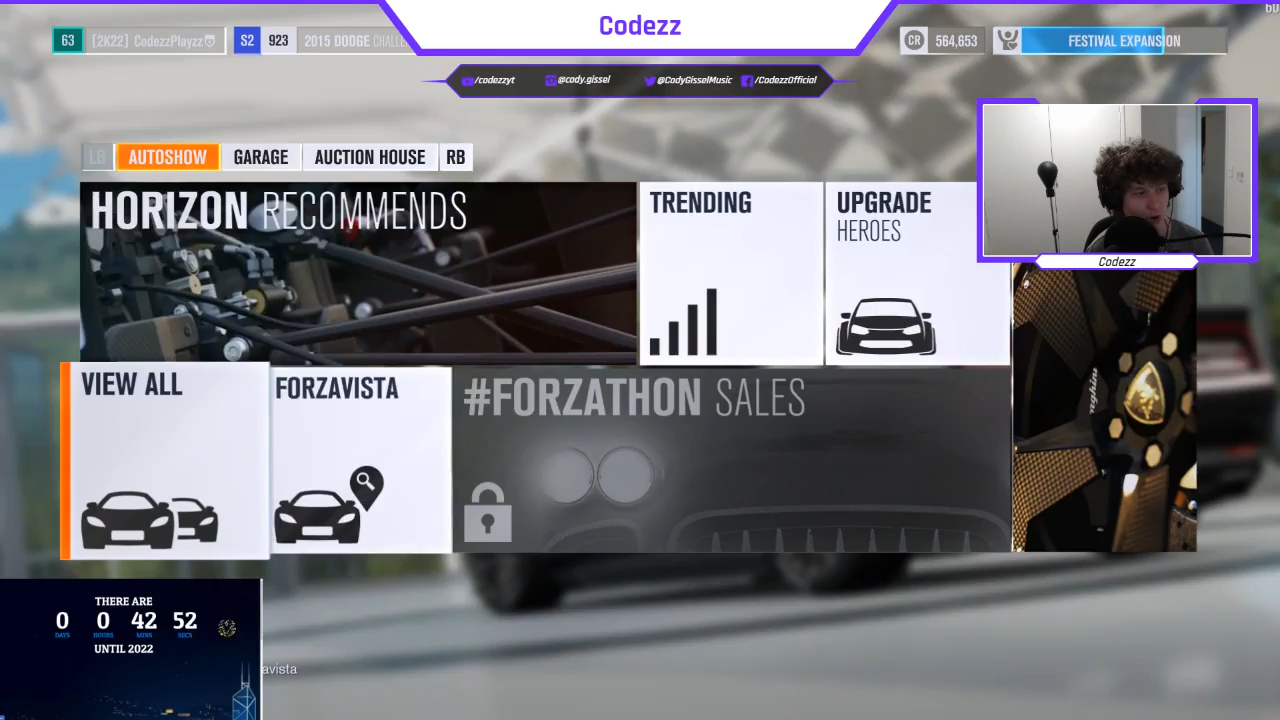 60
Codezz
63 [2K22] CodezzPlayzz
S2 923 2015 DODGE CHALLE
CR 564,653
FESTIVAL EXPANSION
/codezzyt @cody.gissel @CodyGisselMusic /CodezzOfficial
LB AUTOSHOW GARAGE AUCTION HOUSE RB
HORIZON RECOMMENDS
TRENDING
UPGRADE
HEROES
Codezz
VIEW ALL
FORZAVISTA
#FORZATHON SALES
THERE ARE
0 0 42 52
DAYS HOURS MINS SECS
UNTIL 2022
avista